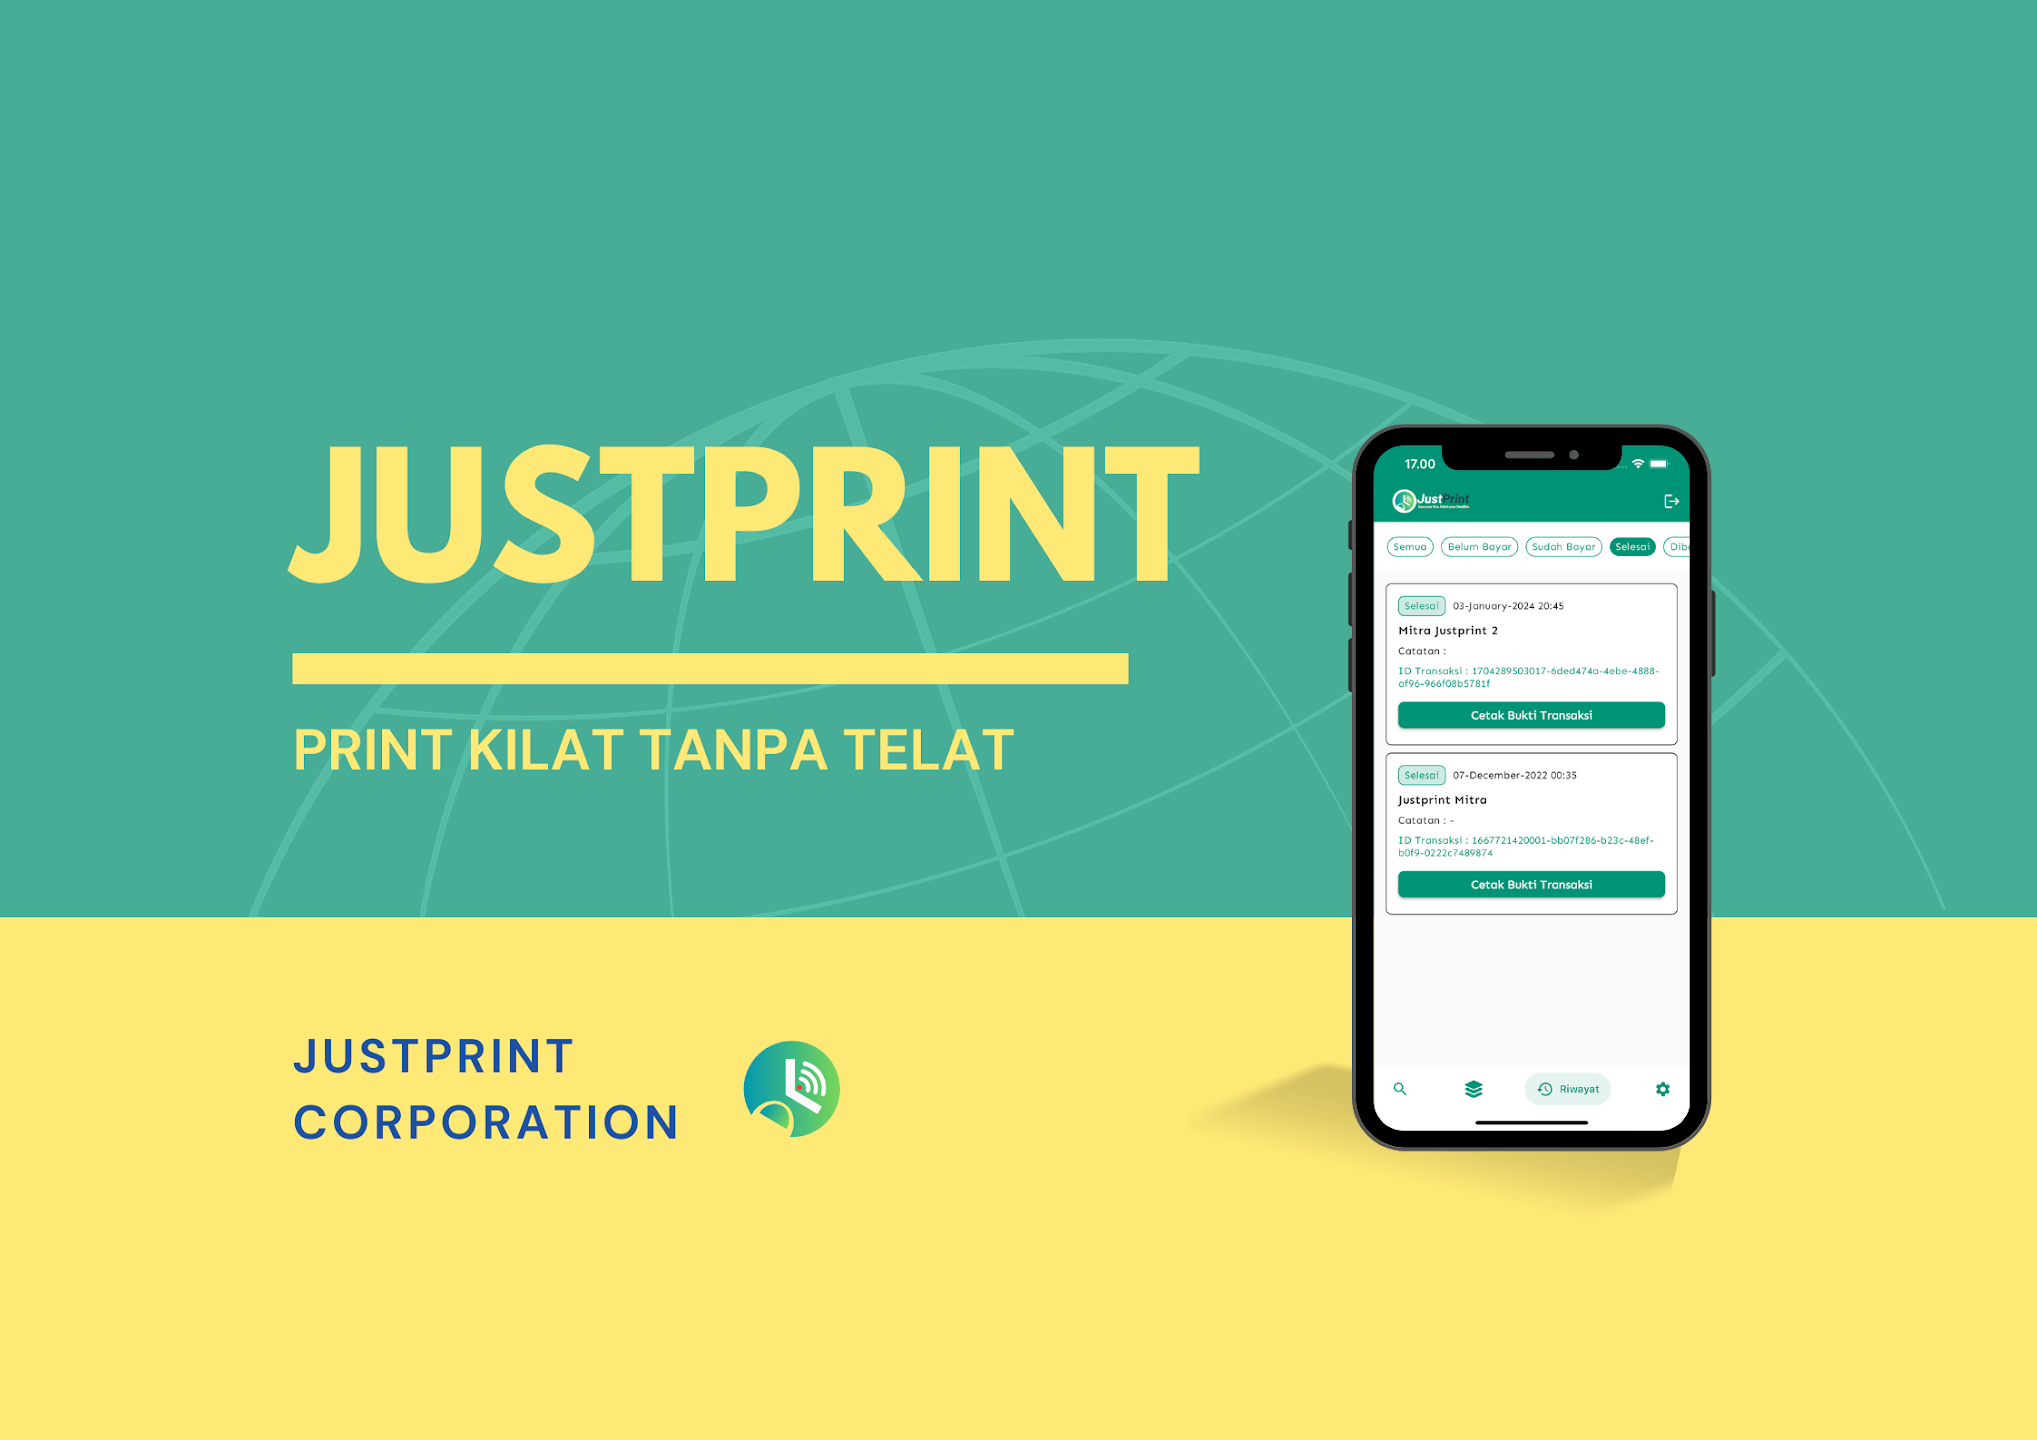 JUSTPRINT
PRINT KILAT TANPA TELAT
JUSTPRINT
CORPORATION
17.00
JustPrint
Semua Belum Bayar Sudah Bayar Selesai Dib
Selesai 03-January-2024 20:45
Mitra Justprint 2
Catatan :
ID Transaksi : 1704289503017-6ded474a-4ebe-4888-
af96-966f08b5781f
Cetak Bukti Transaksi
Selesai 07-December-2022 00:35
Justprint Mitra
Catatan : -
ID Transaksi : 1667721420001-bb07f286-b23c-48ef-
b0f9-0222c7489874
Cetak Bukti Transaksi
Riwayat